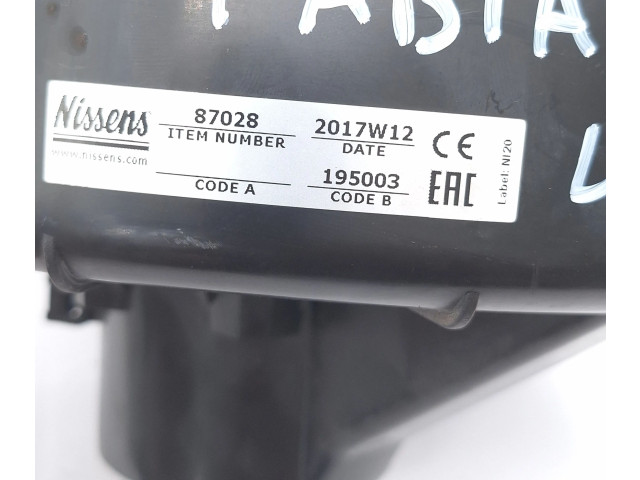 FABIA
Nissens
www.nissens.com
87028
ITEM NUMBER
2017W12
DATE
CE
CODE A
195003
CODE B
EAC
Label: NI20